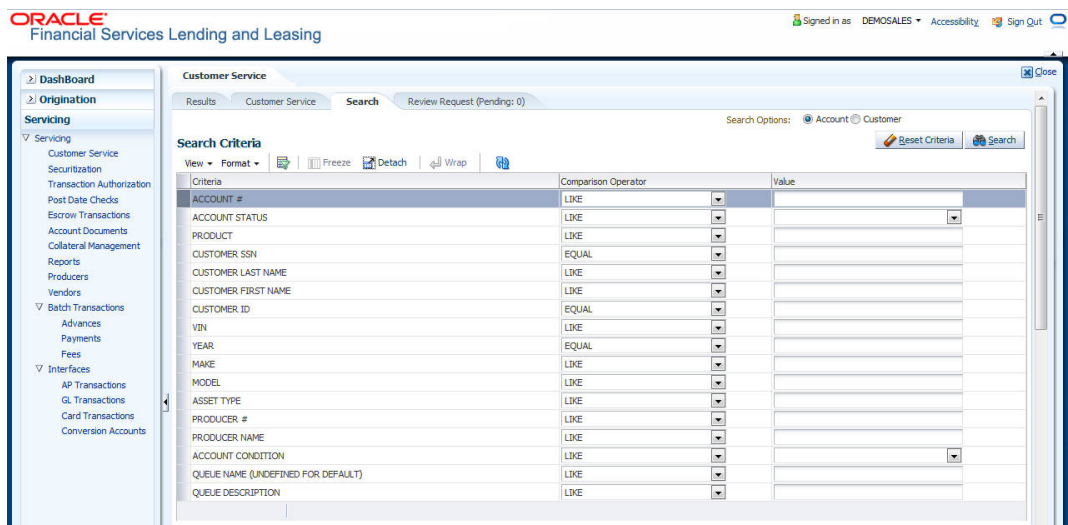 ORACLE
Financial Services Lending and Leasing
Signed in as DEMOSALES Accessibility Sign Out
Close
DashBoard
Origination
Servicing
Servicing
Customer Service
Securitization
Transaction Authorization
Post Date Checks
Escrow Transactions
Account Documents
Collateral Management
Reports
Producers
Vendors
Batch Transactions
Advances
Payments
Fees
Interfaces
AP Transactions
GL Transactions
Card Transactions
Conversion Accounts
Customer Service
Results Customer Service Search Review Request (Pending: 0)
Search Options: Account Customer
Search Criteria
Reset Criteria Search
View Format Freeze Detach Wrap
Criteria Comparison Operator Value
ACCOUNT # LIKE
ACCOUNT STATUS LIKE
PRODUCT LIKE
CUSTOMER SSN EQUAL
CUSTOMER LAST NAME LIKE
CUSTOMER FIRST NAME LIKE
CUSTOMER ID EQUAL
VIN LIKE
YEAR EQUAL
MAKE LIKE
MODEL LIKE
ASSET TYPE LIKE
PRODUCER # LIKE
PRODUCER NAME LIKE
ACCOUNT CONDITION LIKE
QUEUE NAME (UNDEFINED FOR DEFAULT) LIKE
QUEUE DESCRIPTION LIKE